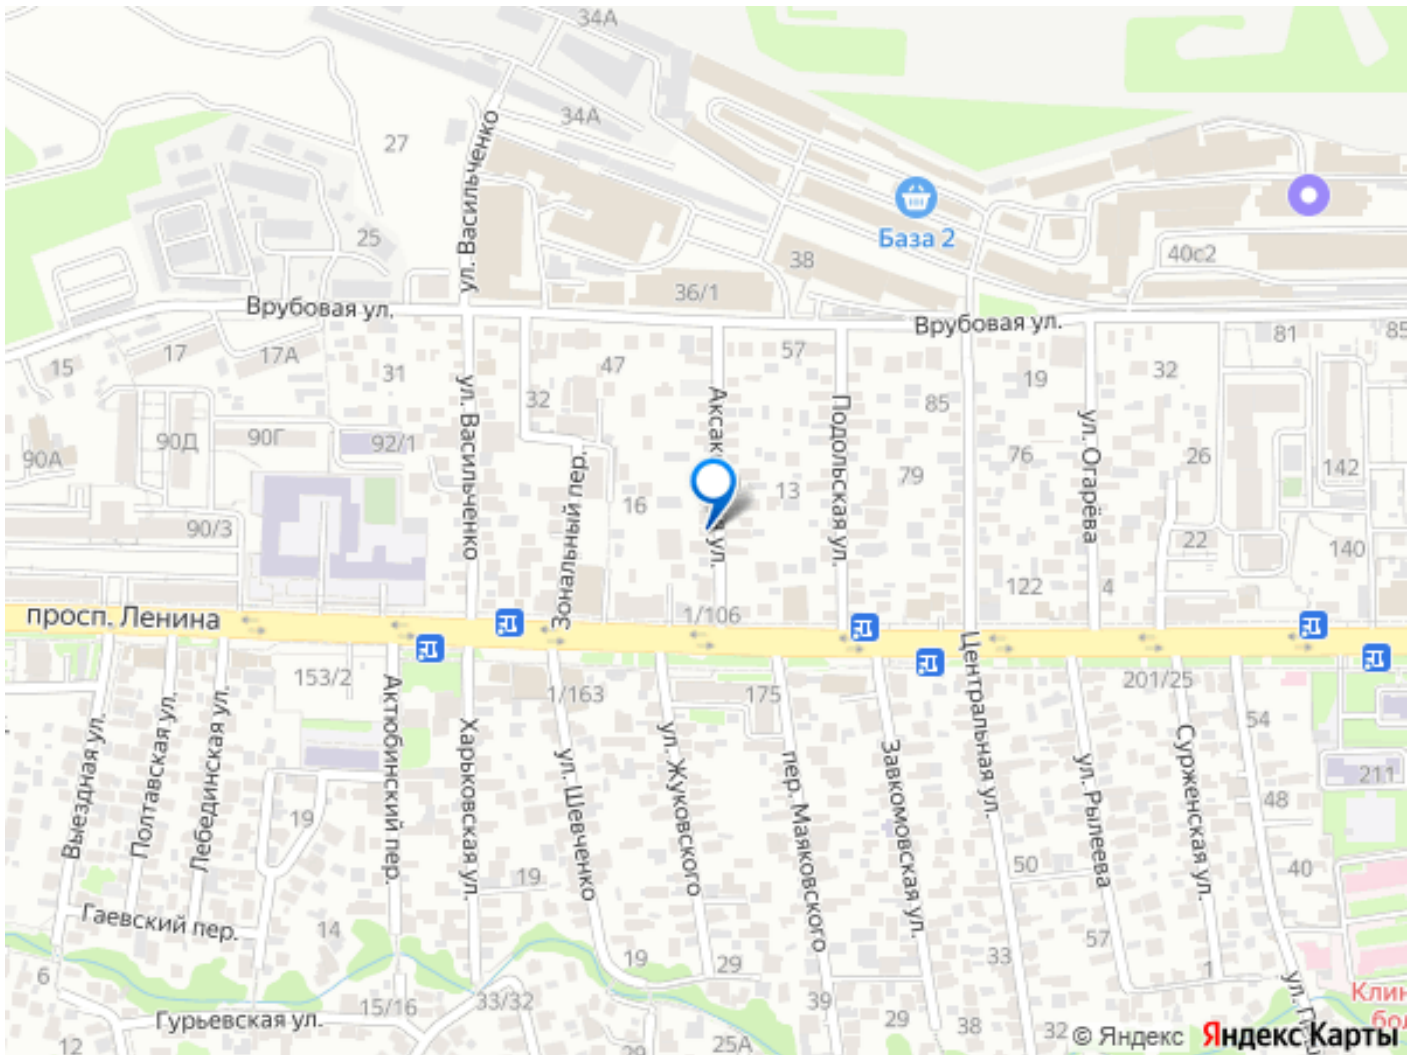 34А
34А
27
ул. Васильченко
25
База 2
38
40с2
36/1
Врубовая ул.
Врубовая ул.
17
17А
15
31
47
57
81
85
32
19
32
ул. Васильченко
Подольская ул.
85
ул. Огарёва
90А
90Д
90Г
92/1
76
26
142
79
16
13
ул.
Зональный пер.
90/3
22
140
122
4
просп. Ленина
1/106
153/2
1/163
175
201/25
Центральная ул.
Выездная ул.
Полтавская ул.
Лебединская ул.
Актюбинский пер.
Харьковская ул.
ул. Шевченко
ул. Жуковского
пер. Маяковского
Завкомовская ул.
ул. Рылеева
Сурженская ул.
54
211
48
19
19
50
40
Гаевский пер.
14
57
6
19
29
33
1
15/16
33/32
39
29
38
32
Гурьевская ул.
12
29
25А
© Яндекс Яндекс Карты